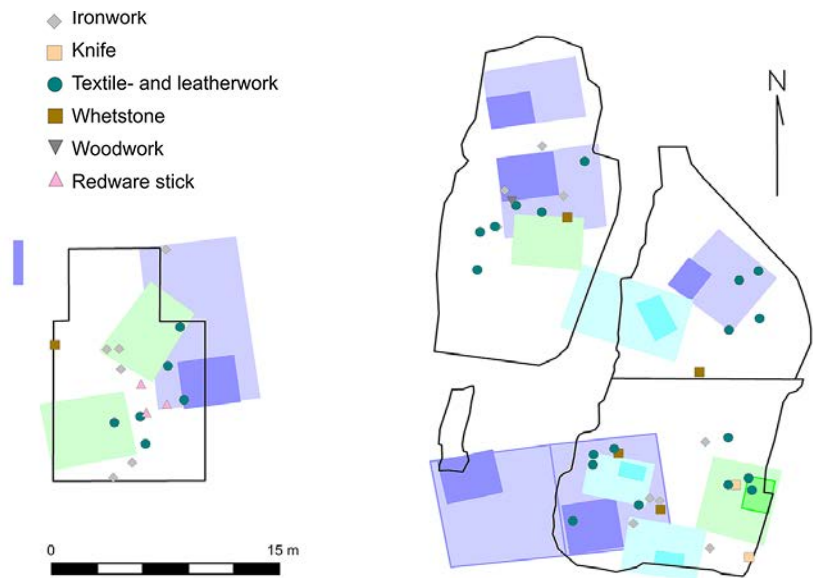 Ironwork
Knife
Textile- and leatherwork
Whetstone
Woodwork
Redware stick
N
0 15 m